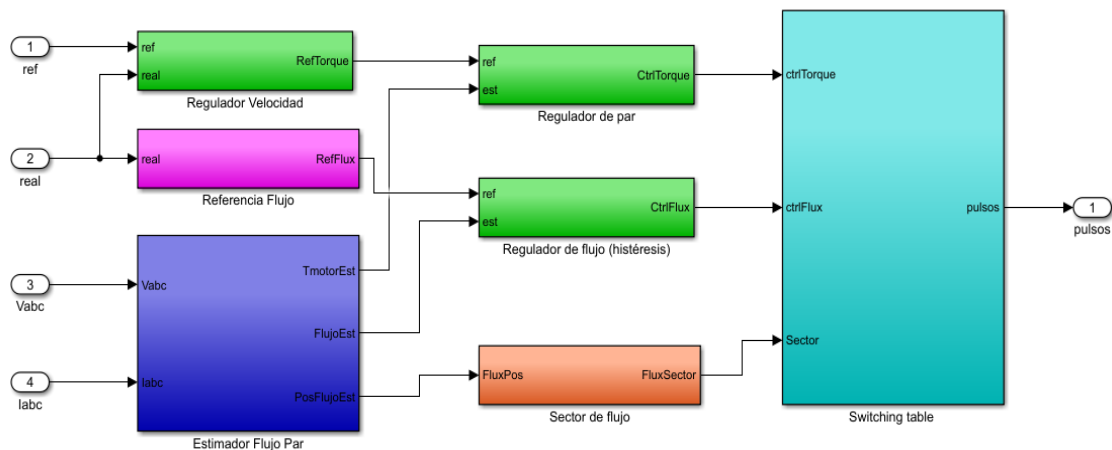 1
ref
2
real
3
Vabc
4
Iabc
ref
RefTorque
real
Regulador Velocidad
real
RefFlux
Referencia Flujo
TmotorEst
Vabc
FlujoEst
Iabc
PosFlujoEst
Estimador Flujo Par
ref
CtrlTorque
est
Regulador de par
ref
CtrlFlux
est
Regulador de flujo (histéresis)
FluxPos
FluxSector
Sector de flujo
ctrlTorque
ctrlFlux
pulsos
Sector
Switching table
1
pulsos